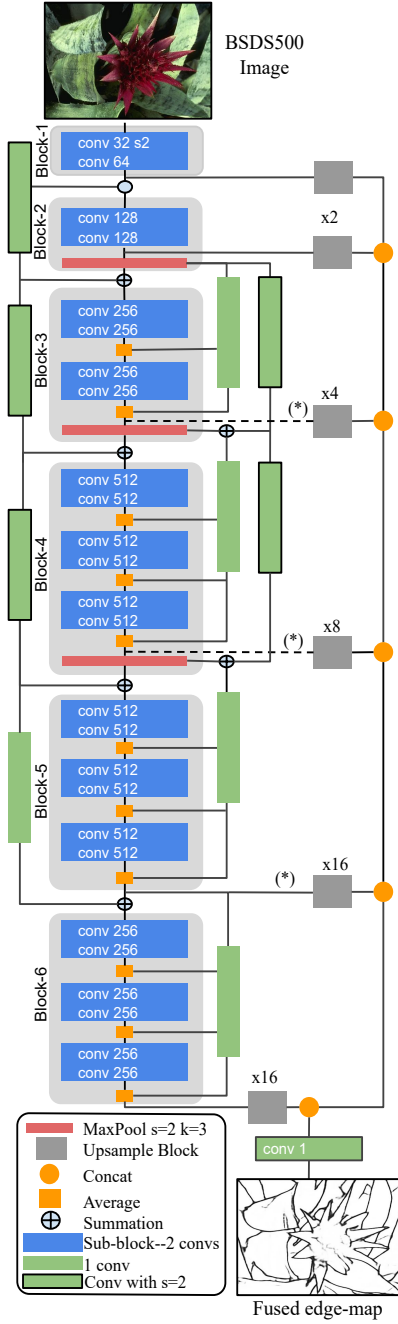 BSDS500
Image
Block-1
conv 32 s2
conv 64
Block-2
conv 128
conv 128
x2
Block-3
conv 256
conv 256
conv 256
conv 256
x4
(*)
Block-4
conv 512
conv 512
conv 512
conv 512
conv 512
conv 512
x8
(*)
Block-5
conv 512
conv 512
conv 512
conv 512
conv 512
conv 512
x16
(*)
Block-6
conv 256
conv 256
conv 256
conv 256
conv 256
conv 256
x16
MaxPool s=2 k=3
Upsample Block
Concat
Average
Summation
Sub-block--2 convs
1 conv
Conv with s=2
conv 1
Fused edge-map